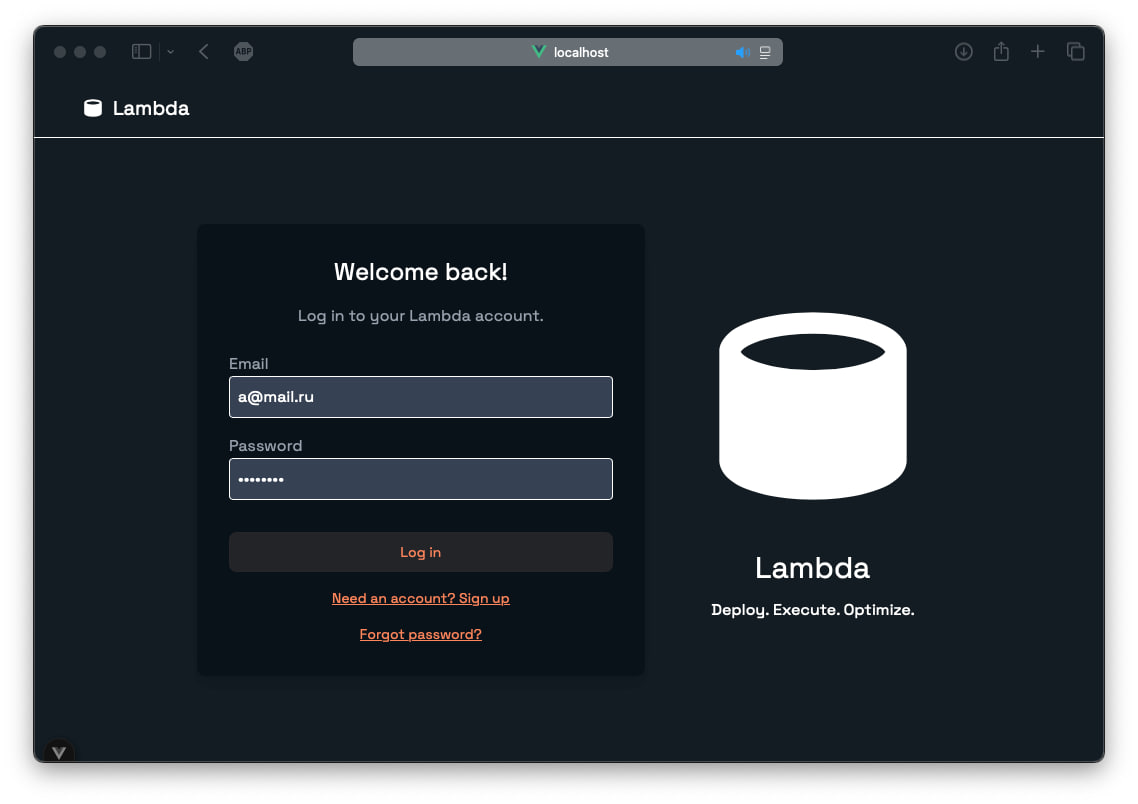 ABP
localhost
Lambda
Welcome back!
Log in to your Lambda account.
Email
a@mail.ru
Password
••••••••
Log in
Need an account? Sign up
Forgot password?
Lambda
Deploy. Execute. Optimize.